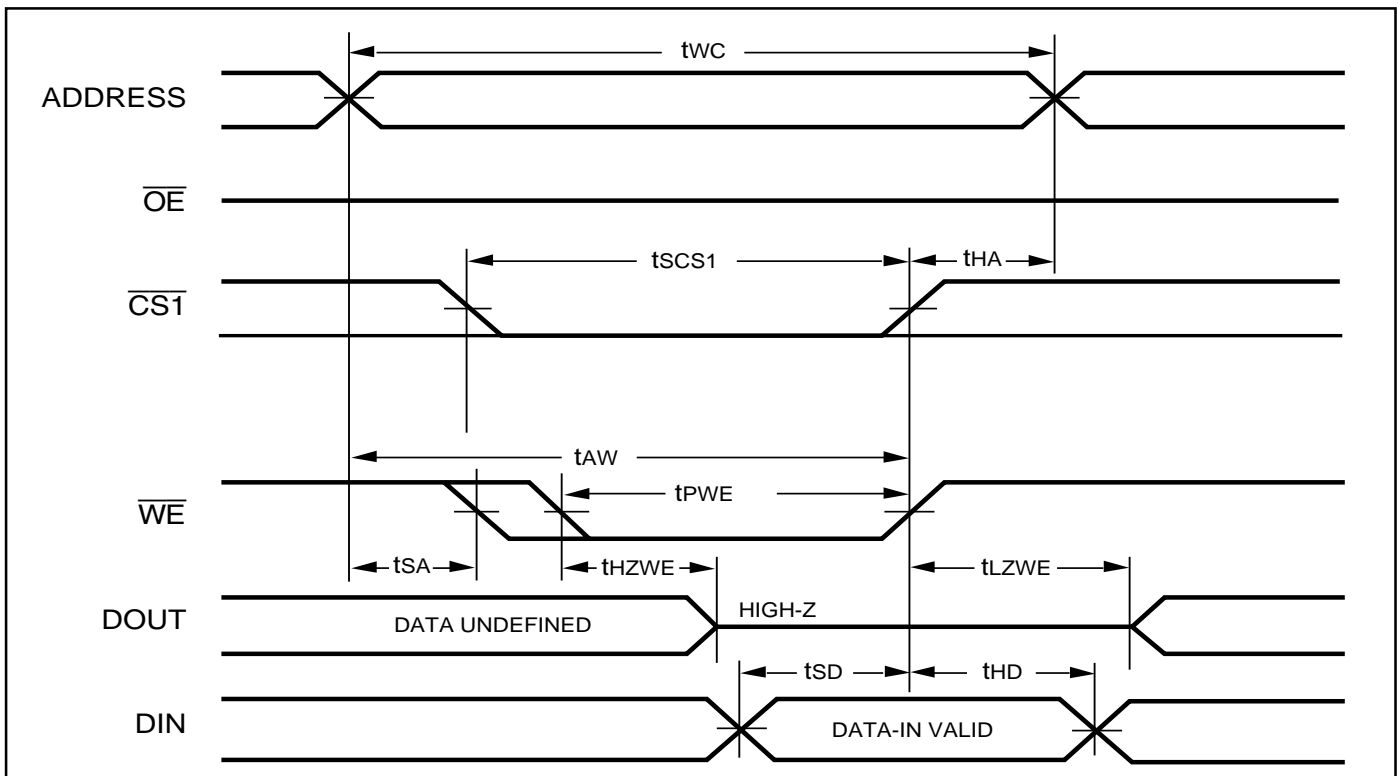 tWC
ADDRESS
OE
tSCS1
tHA
CS1
tAW
tPWE
WE
tSA
tHZWE
tLZWE
DOUT
DATA UNDEFINED
HIGH-Z
tSD
tHD
DIN
DATA-IN VALID